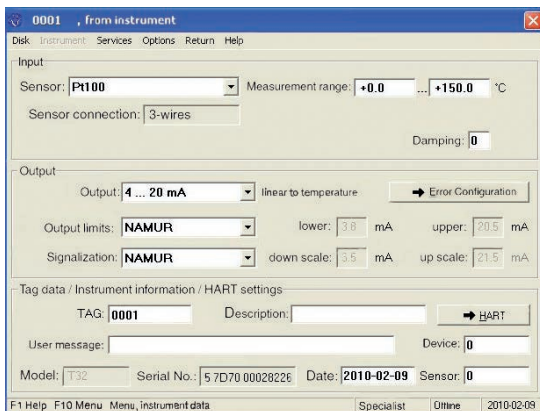 0001 , from instrument
Disk Instrument Services Options Return Help
Input
Sensor: Pt100 Measurement range: +0.0 ... +150.0 °C
Sensor connection: 3-wires
Damping: 0
Output
Output: 4 ... 20 mA linear to temperature Error Configuration
Output limits: NAMUR lower: 3.8 mA upper: 20.5 mA
Signalization: NAMUR down scale: 3.5 mA up scale: 21.5 mA
Tag data / Instrument information / HART settings
TAG: 0001 Description: HART
User message: Device: 0
Model: T32 Serial No.: 5 7D70 00028226 Date: 2010-02-09 Sensor: 0
F1 Help F10 Menu Menu, instrument data Specialist Offline 2010-02-09